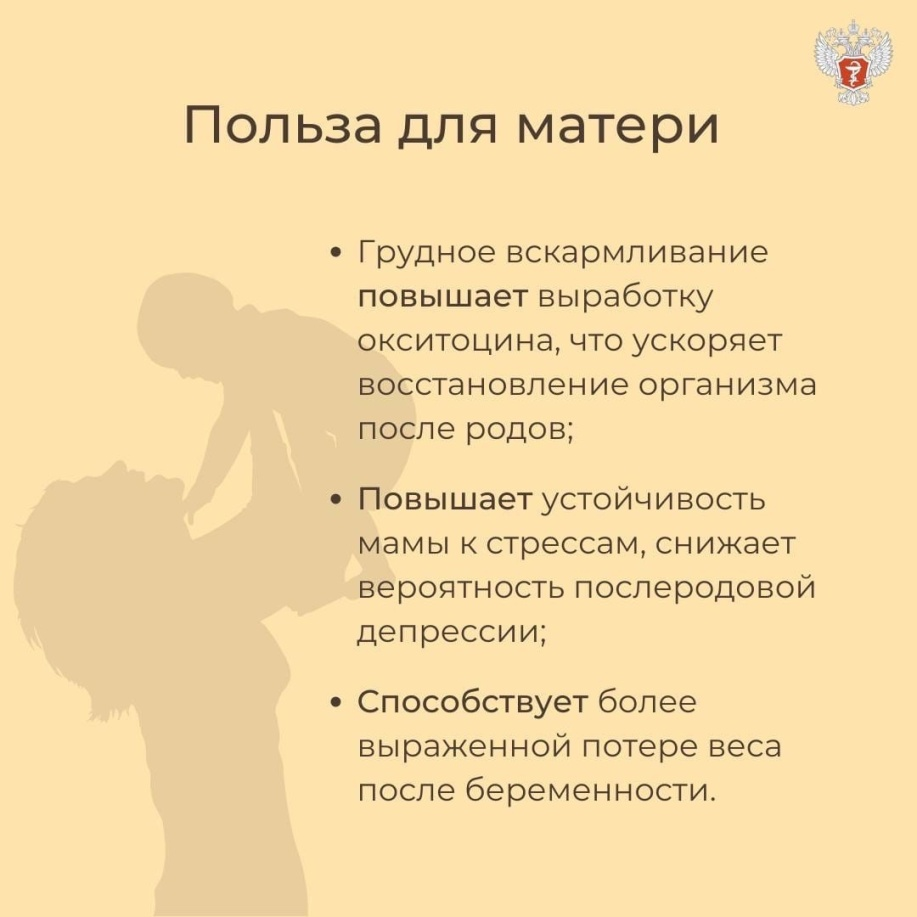 Польза для матери
• Грудное вскармливание
повышает выработку
окситоцина, что ускоряет
восстановление организма
после родов;
• Повышает устойчивость
мамы к стрессам, снижает
вероятность послеродовой
депрессии;
• Способствует более
выраженной потере веса
после беременности.